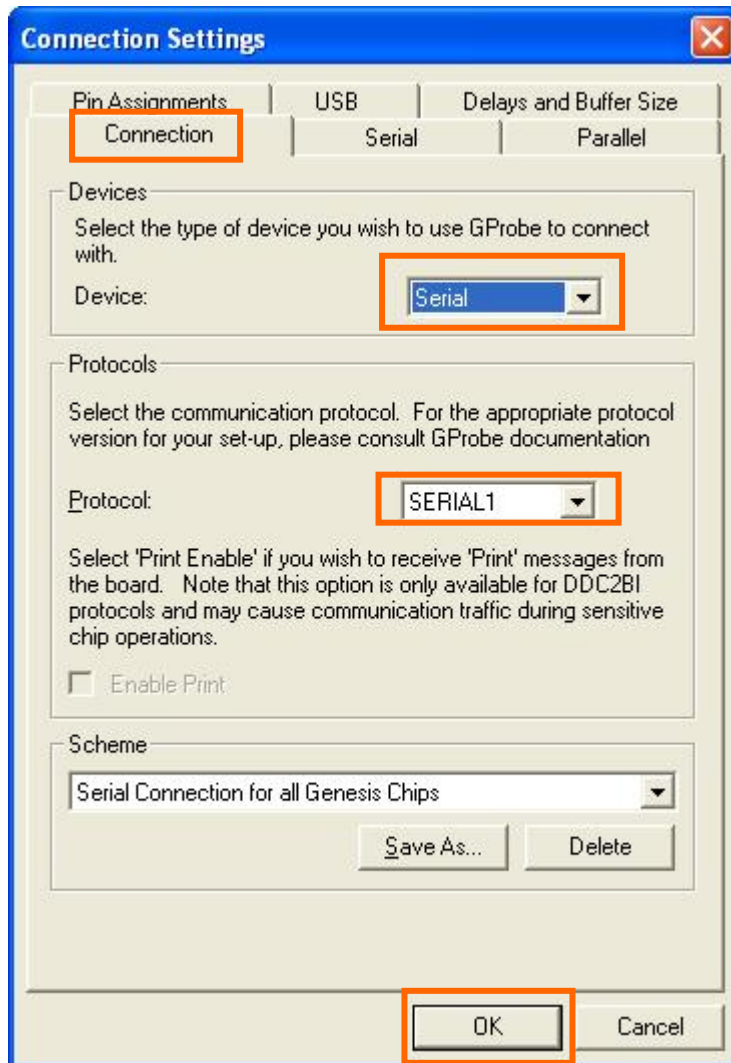 Connection Settings
Pin Assignments
USB
Delays and Buffer Size
Connection
Serial
Parallel
Devices
Select the type of device you wish to use GProbe to connect
with.
Device:
Serial
Protocols
Select the communication protocol. For the appropriate protocol
version for your set-up, please consult GProbe documentation
Protocol:
SERIAL1
Select 'Print Enable' if you wish to receive 'Print' messages from
the board. Note that this option is only available for DDC2BI
protocols and may cause communication traffic during sensitive
chip operations.
Enable Print
Scheme
Serial Connection for all Genesis Chips
Save As...
Delete
OK
Cancel